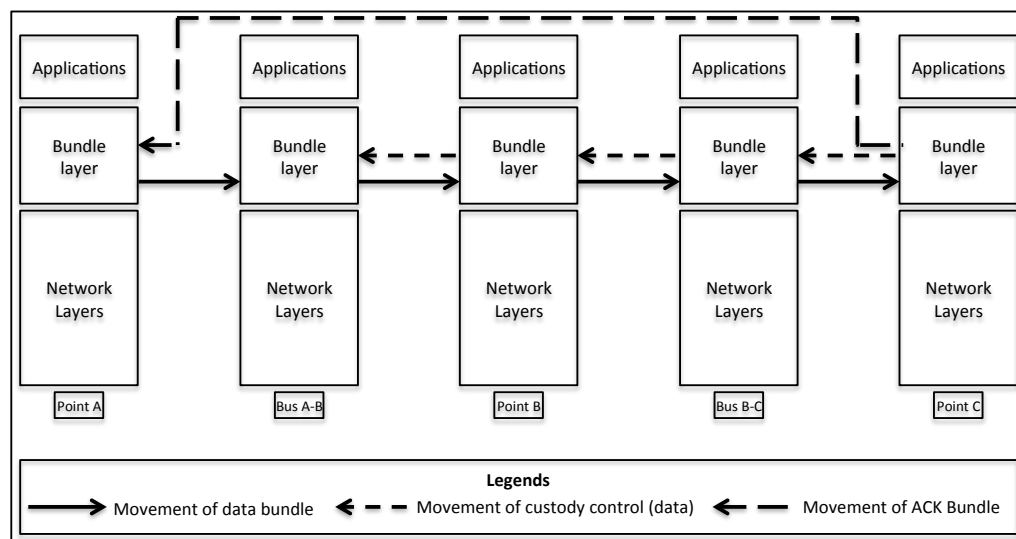 Applications
Applications
Applications
Applications
Applications
Bundle
layer
Bundle
layer
Bundle
layer
Bundle
layer
Bundle
layer
Network
Layers
Network
Layers
Network
Layers
Network
Layers
Network
Layers
Point A
Bus A-B
Point B
Bus B-C
Point C
Legends
Movement of data bundle
Movement of custody control (data)
Movement of ACK Bundle